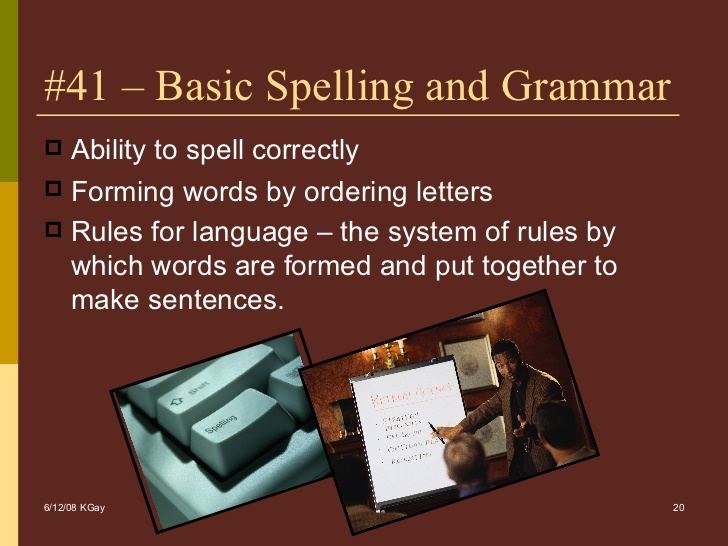 #41 – Basic Spelling and Grammar
Ability to spell correctly
Forming words by ordering letters
Rules for language – the system of rules by
which words are formed and put together to
make sentences.
Shift
Spelling
6/12/08 KGay
20